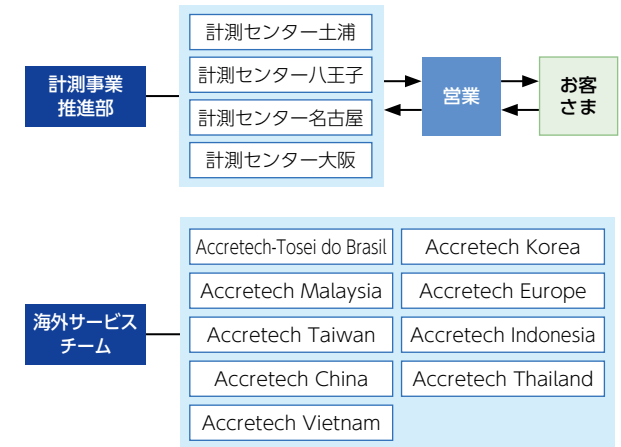 計測事業
推進部
計測センター土浦
計測センター八王子
計測センター名古屋
計測センター大阪
営業
お客
さま
海外サービス
チーム
Accretech-Tosei do Brasil
Accretech Korea
Accretech Malaysia
Accretech Europe
Accretech Taiwan
Accretech Indonesia
Accretech China
Accretech Thailand
Accretech Vietnam